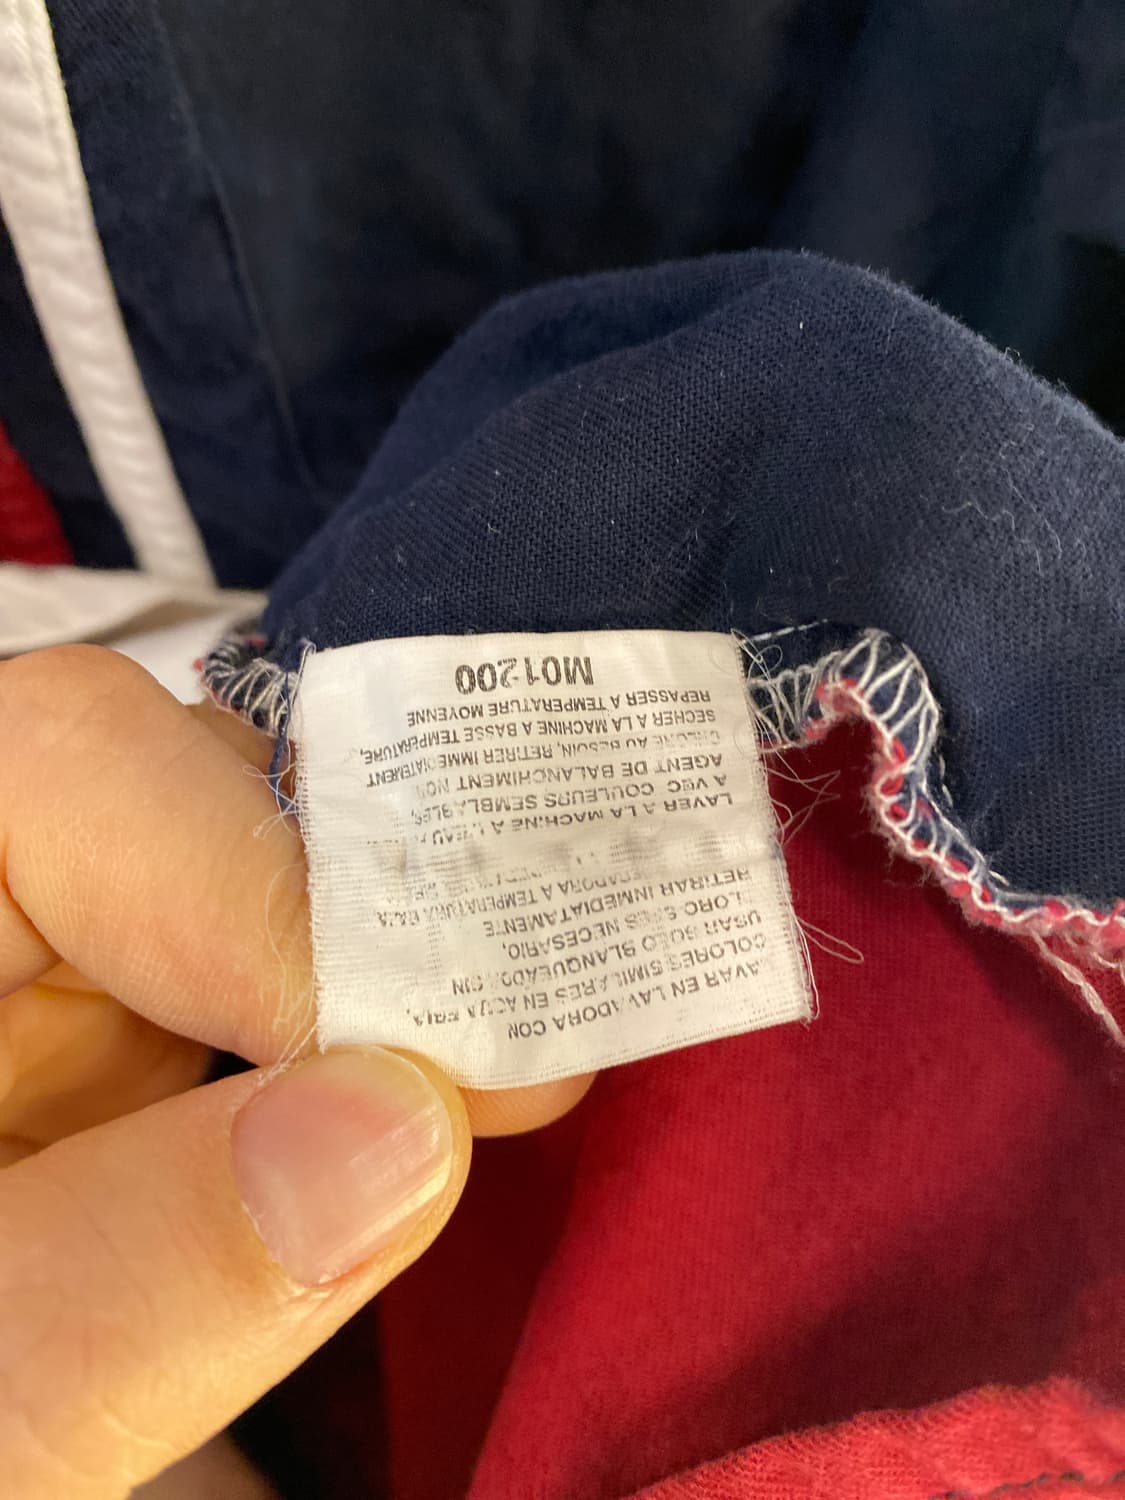 LAVAR EN LAVADORA CON
COLORES SIMILARES EN AGUA FRIA,
USAR SOLO BLANQUEADOR SIN
CLORO SI ES NECESARIO,
RETIRAR INMEDIATAMENTE
A TEMPERATURA BAJA
LAVER A LA MACHINE A L'EAU
AVEC COULEURS SEMBLABLES,
AGENT DE BALANCHIMENT NON
CHLORE AU BESOIN, RETIRER IMMEDIATEMENT
SECHER A LA MACHINE A BASSE TEMPERATURE,
REPASSER A TEMPERATURE MOYENNE
M01200